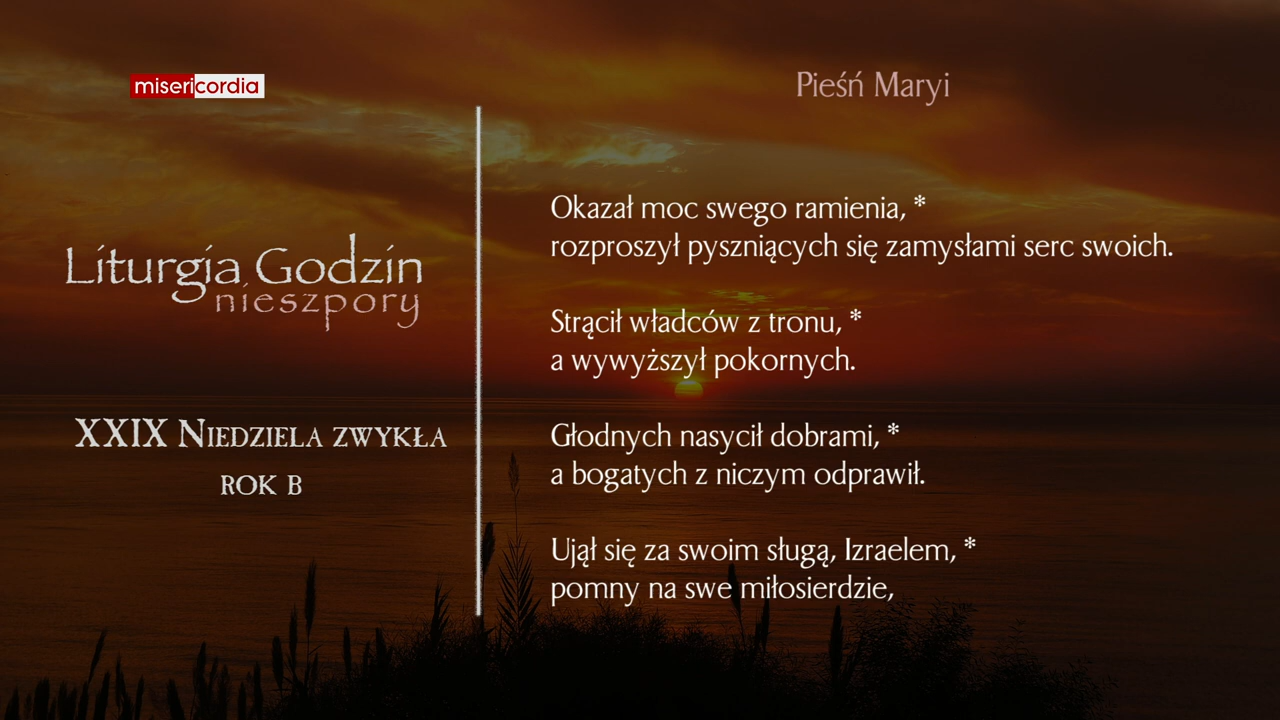 misericordia
Liturgia Godzin
nieszpory
XXIX Niedziela zwykła
rok B
Pieśń Maryi
Okazał moc swego ramienia, *
rozproszył pyszniących się zamysłami serc swoich.
Strącił władców z tronu, *
a wywyższył pokornych.
Głodnych nasycił dobrami, *
a bogatych z niczym odprawił.
Ujął się za swoim sługą, Izraelem, *
pomny na swe miłosierdzie,